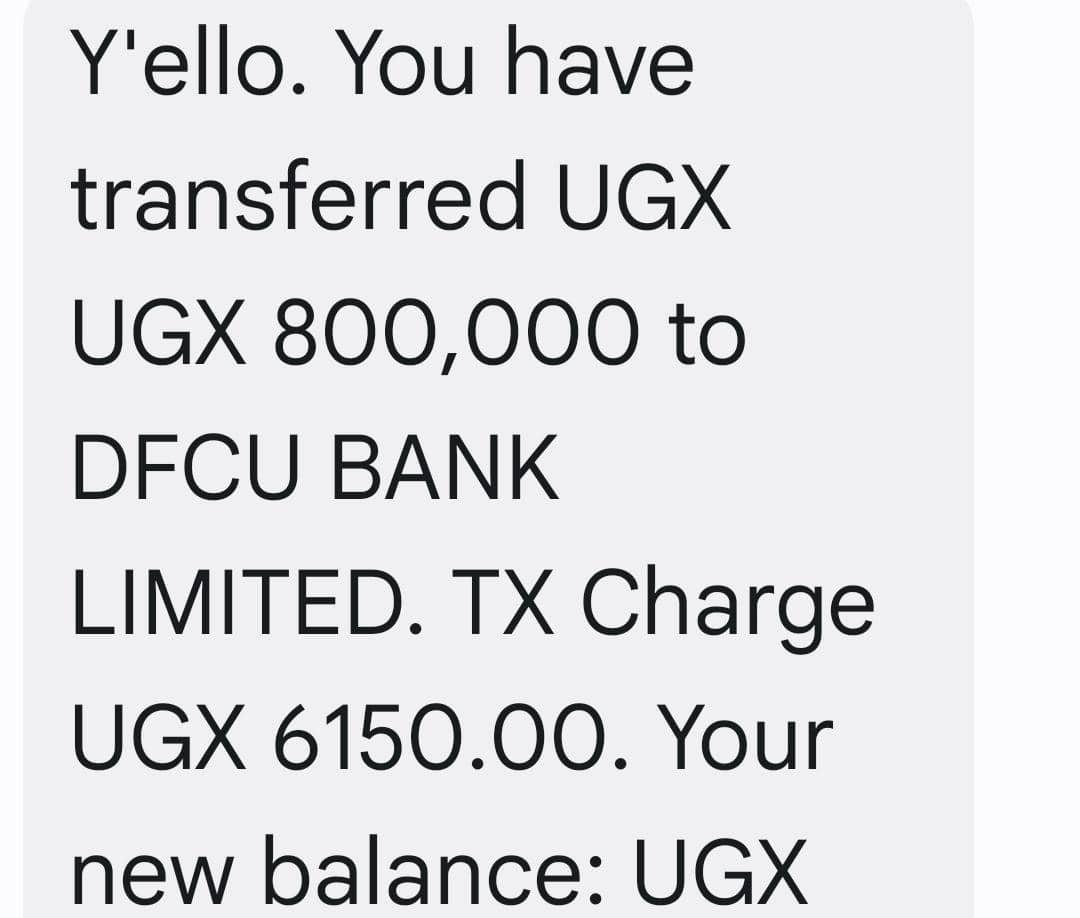 Y'ello. You have
transferred UGX
UGX 800,000 to
DFCU BANK
LIMITED. TX Charge
UGX 6150.00. Your
new balance: UGX